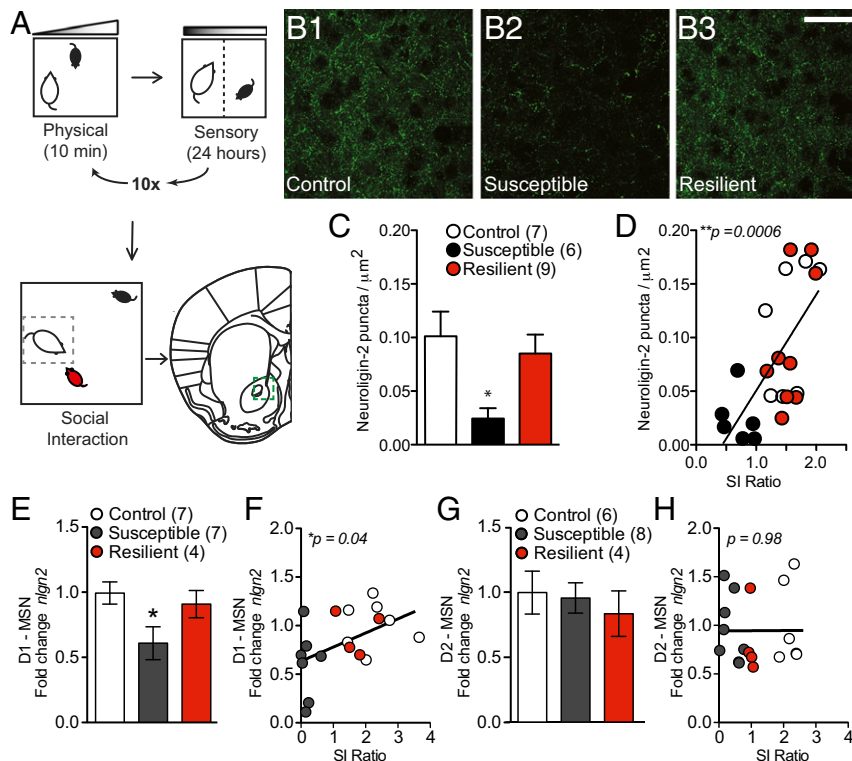 A
Physical
(10 min)
Sensory
(24 hours)
10x
Social
Interaction
B1
Control
B2
Susceptible
B3
Resilient
C
Control (7)
Susceptible (6)
Resilient (9)
Neuroligin-2 puncta / μm2
0.20
0.15
0.10
0.05
0.00
*
D
**p = 0.0006
Neuroligin-2 puncta / μm2
0.20
0.15
0.10
0.05
0.00
0.0
1.0
2.0
SI Ratio
E
Control (7)
Susceptible (7)
Resilient (4)
D1 - MSN
Fold change nlgn2
1.5
1.0
0.5
0.0
*
F
*p = 0.04
D1 - MSN
Fold change nlgn2
2.0
1.5
1.0
0.5
0.0
0 1 2 3 4
SI Ratio
G
Control (6)
Susceptible (8)
Resilient (4)
D2 - MSN
Fold change nlgn2
1.5
1.0
0.5
0.0
H
p = 0.98
D2 - MSN
Fold change nlgn2
2.0
1.5
1.0
0.5
0.0
0 1 2 3 4
SI Ratio